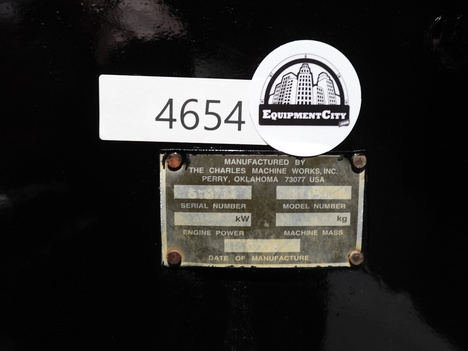 4654
EQUIPMENTCITY
MANUFACTURED BY
THE CHARLES MACHINE WORKS, INC.
PERRY, OKLAHOMA 73077 USA
SERIAL NUMBER MODEL NUMBER
kW kg
ENGINE POWER MACHINE MASS
DATE OF MANUFACTURE